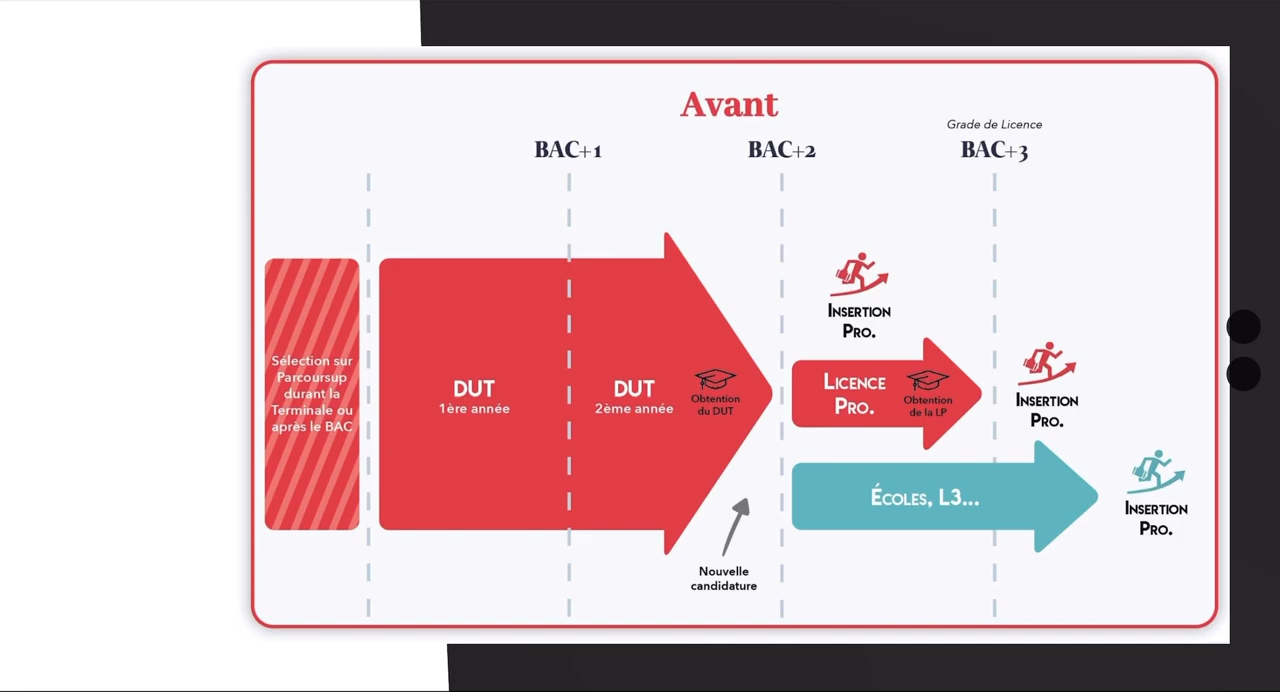 Avant
Grade de Licence
BAC+1
BAC+2
BAC+3
Sélection sur
Parcoursup
durant la
Terminale ou
après le BAC
DUT
1ère année
DUT
2ème année
Obtention
du DUT
Nouvelle
candidature
Insertion
Pro.
Licence
Pro.
Obtention
de la LP
Insertion
Pro.
Écoles, L3...
Insertion
Pro.